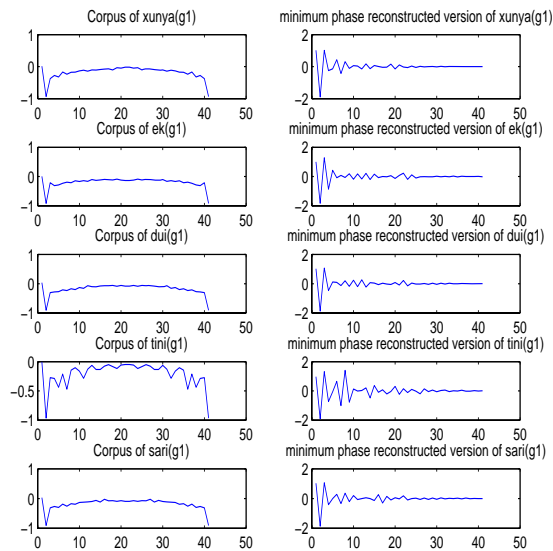 Corpus of xunya(g1) minimum phase reconstructed version of xunya(g1)
1 2
0 0
−1 −2
0 10 20 30 40 50 0 10 20 30 40 50
Corpus of ek(g1) minimum phase reconstructed version of ek(g1)
1 2
0 0
−1 −2
0 10 20 30 40 50 0 10 20 30 40 50
Corpus of dui(g1) minimum phase reconstructed version of dui(g1)
1 2
0 0
−1 −2
0 10 20 30 40 50 0 10 20 30 40 50
Corpus of tini(g1) minimum phase reconstructed version of tini(g1)
0 2
−0.5 0
−1 −2
0 10 20 30 40 50 0 10 20 30 40 50
Corpus of sari(g1) minimum phase reconstructed version of sari(g1)
1 2
0 0
−1 −2
0 10 20 30 40 50 0 10 20 30 40 50